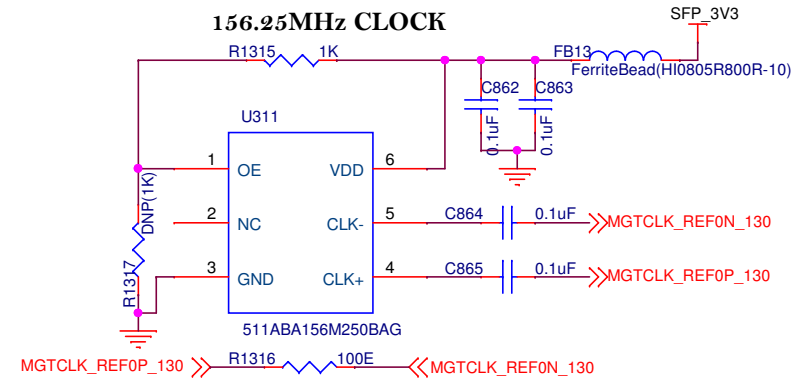 156.25MHz CLOCK
SFP_3V3
R1315 1K
FB13
FerriteBead(HI0805R800R-10)
C862 C863
0.1uF 0.1uF
U311
1 OE VDD 6
DNP(1K)
2 NC CLK- 5 C864 0.1uF MGTCLK_REF0N_130
R1317
3 GND CLK+ 4 C865 0.1uF MGTCLK_REF0P_130
511ABA156M250BAG
MGTCLK_REF0P_130 R1316 100E MGTCLK_REF0N_130